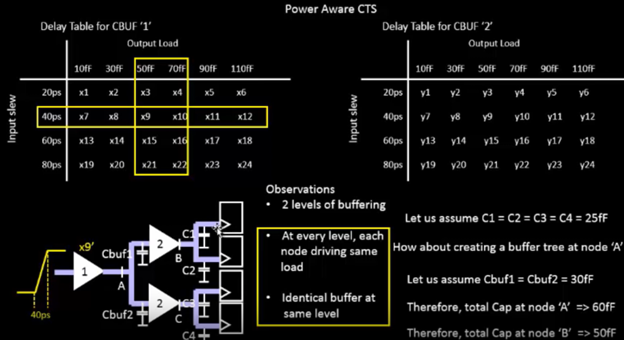 Power Aware CTS
Delay Table for CBUF '1'
Output Load
10fF 30fF 50fF 70fF 90fF 110fF
Input slew
20ps x1 x2 x3 x4 x5 x6
40ps x7 x8 x9 x10 x11 x12
60ps x13 x14 x15 x16 x17 x18
80ps x19 x20 x21 x22 x23 x24
Delay Table for CBUF '2'
Output Load
10fF 30fF 50fF 70fF 90fF 110fF
Input slew
20ps y1 y2 y3 y4 y5 y6
40ps y7 y8 y9 y10 y11 y12
60ps y13 y14 y15 y16 y17 y18
80ps y19 y20 y21 y22 y23 y24
x9'
40ps
1
A
Cbuf1
2
B
C1
C2
Cbuf2
2
C
C3
C4
Observations
• 2 levels of buffering
• At every level, each
node driving same
load
• Identical buffer at
same level
Let us assume C1 = C2 = C3 = C4 = 25fF
How about creating a buffer tree at node 'A'
Let us assume Cbuf1 = Cbuf2 = 30fF
Therefore, total Cap at node 'A' => 60fF
Therefore, total Cap at node 'B' => 50fF